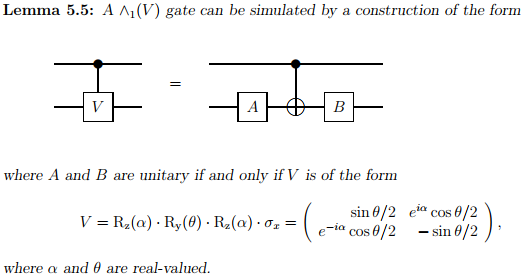 Lemma 5.5: A ∧₁(V) gate can be simulated by a construction of the form
V = A B
where A and B are unitary if and only if V is of the form
V = R_z(α) · R_y(θ) · R_z(α) · σ_x = ( sin θ/2 e^{iα} cos θ/2
e^{-iα} cos θ/2 − sin θ/2 ),
where α and θ are real-valued.